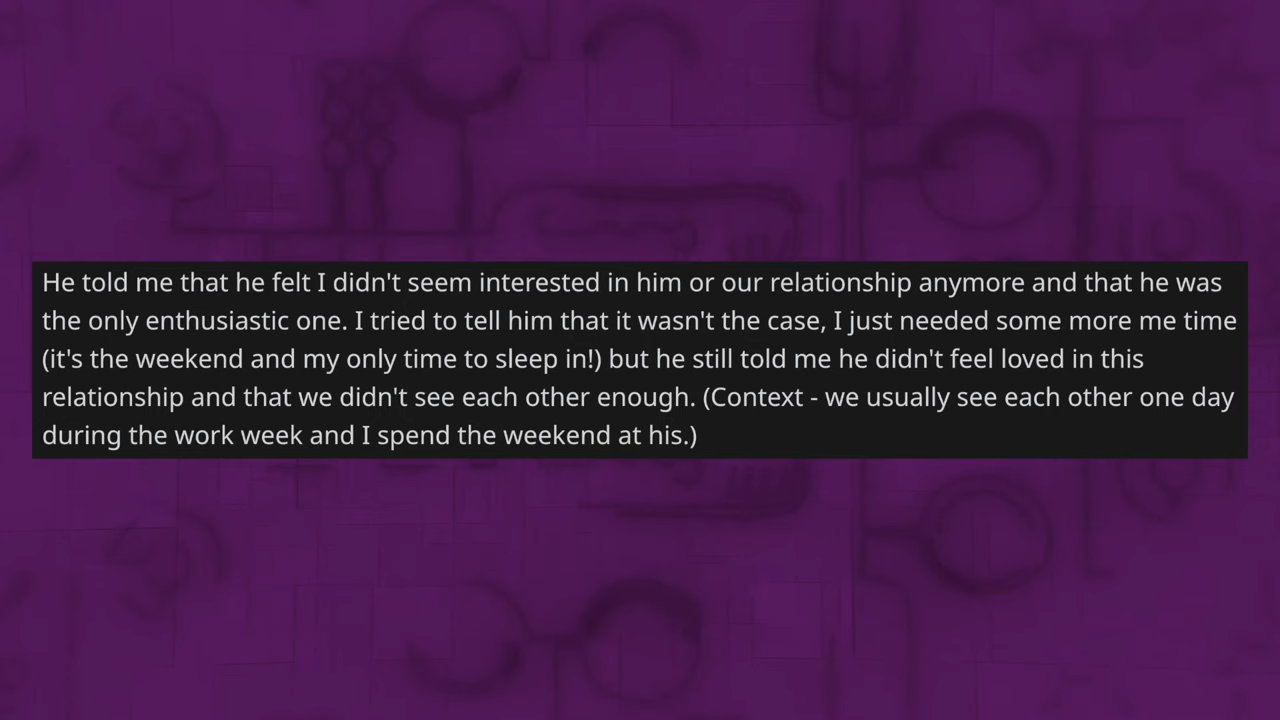 He told me that he felt I didn't seem interested in him or our relationship anymore and that he was
the only enthusiastic one. I tried to tell him that it wasn't the case, I just needed some more me time
(it's the weekend and my only time to sleep in!) but he still told me he didn't feel loved in this
relationship and that we didn't see each other enough. (Context - we usually see each other one day
during the work week and I spend the weekend at his.)